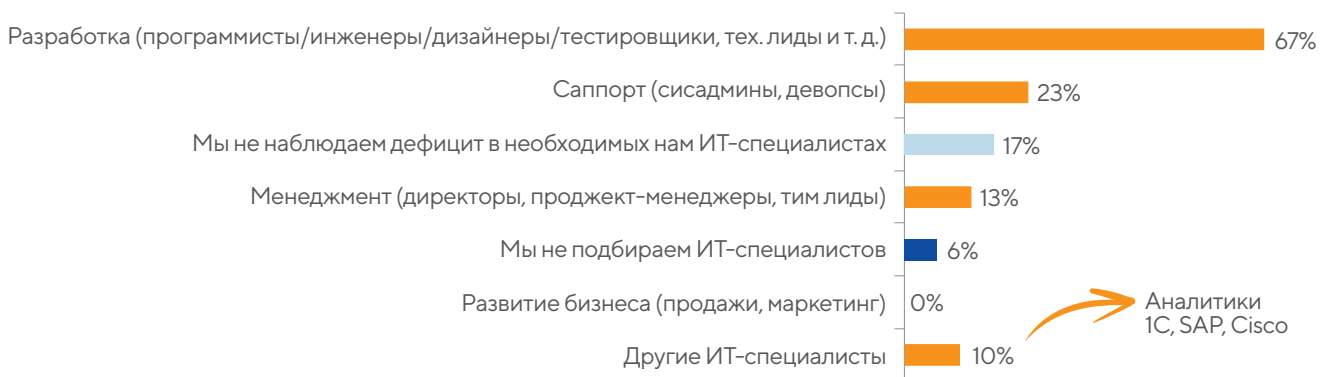 Разработка (программисты/инженеры/дизайнеры/тестировщики, тех. лиды и т. д.) 67%
Саппорт (сисадмины, девопсы) 23%
Мы не наблюдаем дефицит в необходимых нам ИТ-специалистах 17%
Менеджмент (директоры, проджект-менеджеры, тим лиды) 13%
Мы не подбираем ИТ-специалистов 6%
Развитие бизнеса (продажи, маркетинг) 0%
Другие ИТ-специалисты 10%
Аналитики
1С, SAP, Cisco